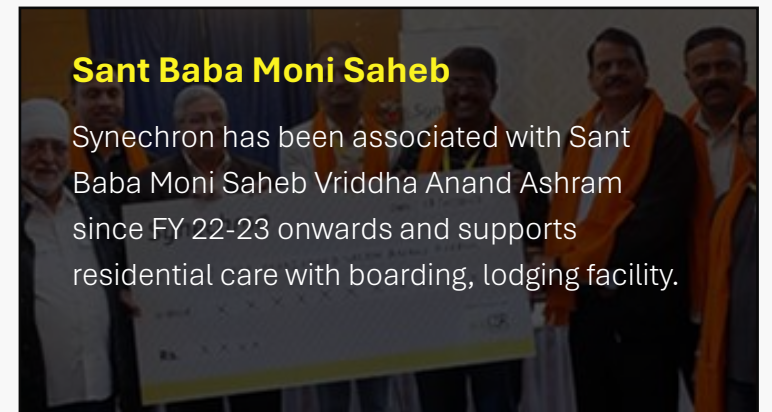 Sant Baba Moni Saheb
Synechron has been associated with Sant
Baba Moni Saheb Vriddha Anand Ashram
since FY 22-23 onwards and supports
residential care with boarding, lodging facility.
Rs.